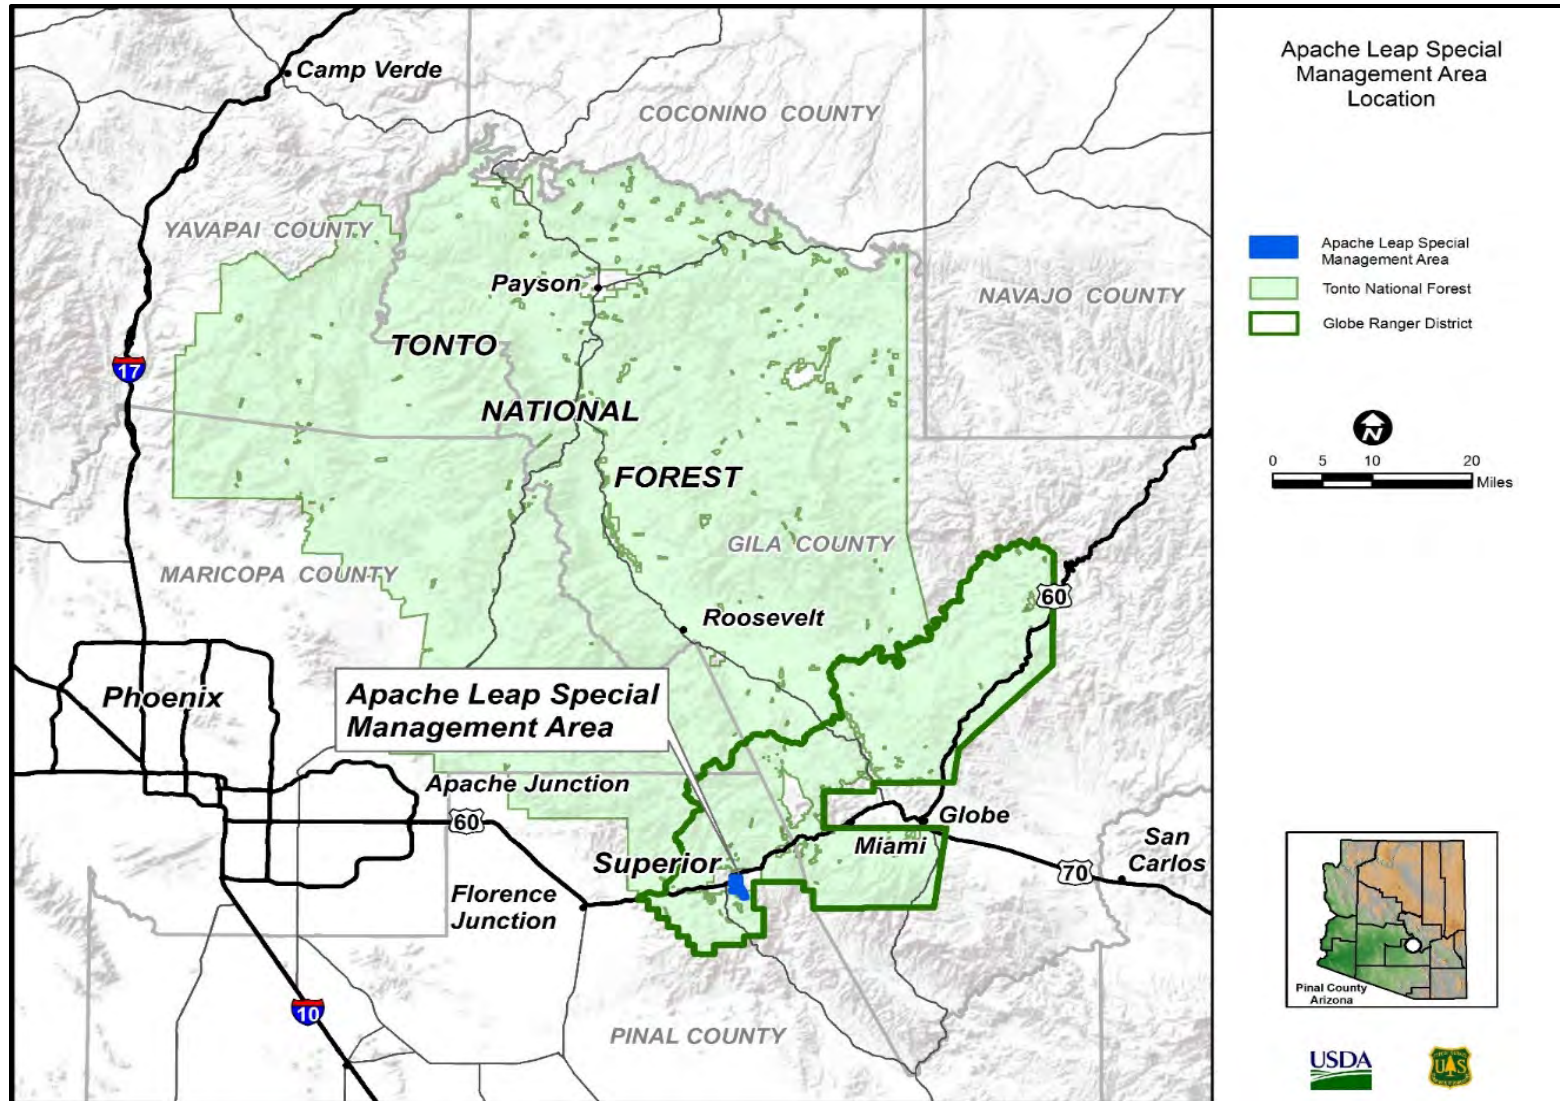 Camp Verde
COCONINO COUNTY
YAVAPAI COUNTY
Payson
NAVAJO COUNTY
TONTO
17
NATIONAL
FOREST
GILA COUNTY
MARICOPA COUNTY
60
Roosevelt
Phoenix
Apache Leap Special
Management Area
Apache Junction
60
Globe
Miami
San
Carlos
Superior
70
Florence
Junction
10
PINAL COUNTY
Apache Leap Special
Management Area
Location
Apache Leap Special
Management Area
Tonto National Forest
Globe Ranger District
N
0 5 10 20
Miles
Pinal County
Arizona
USDA
U S